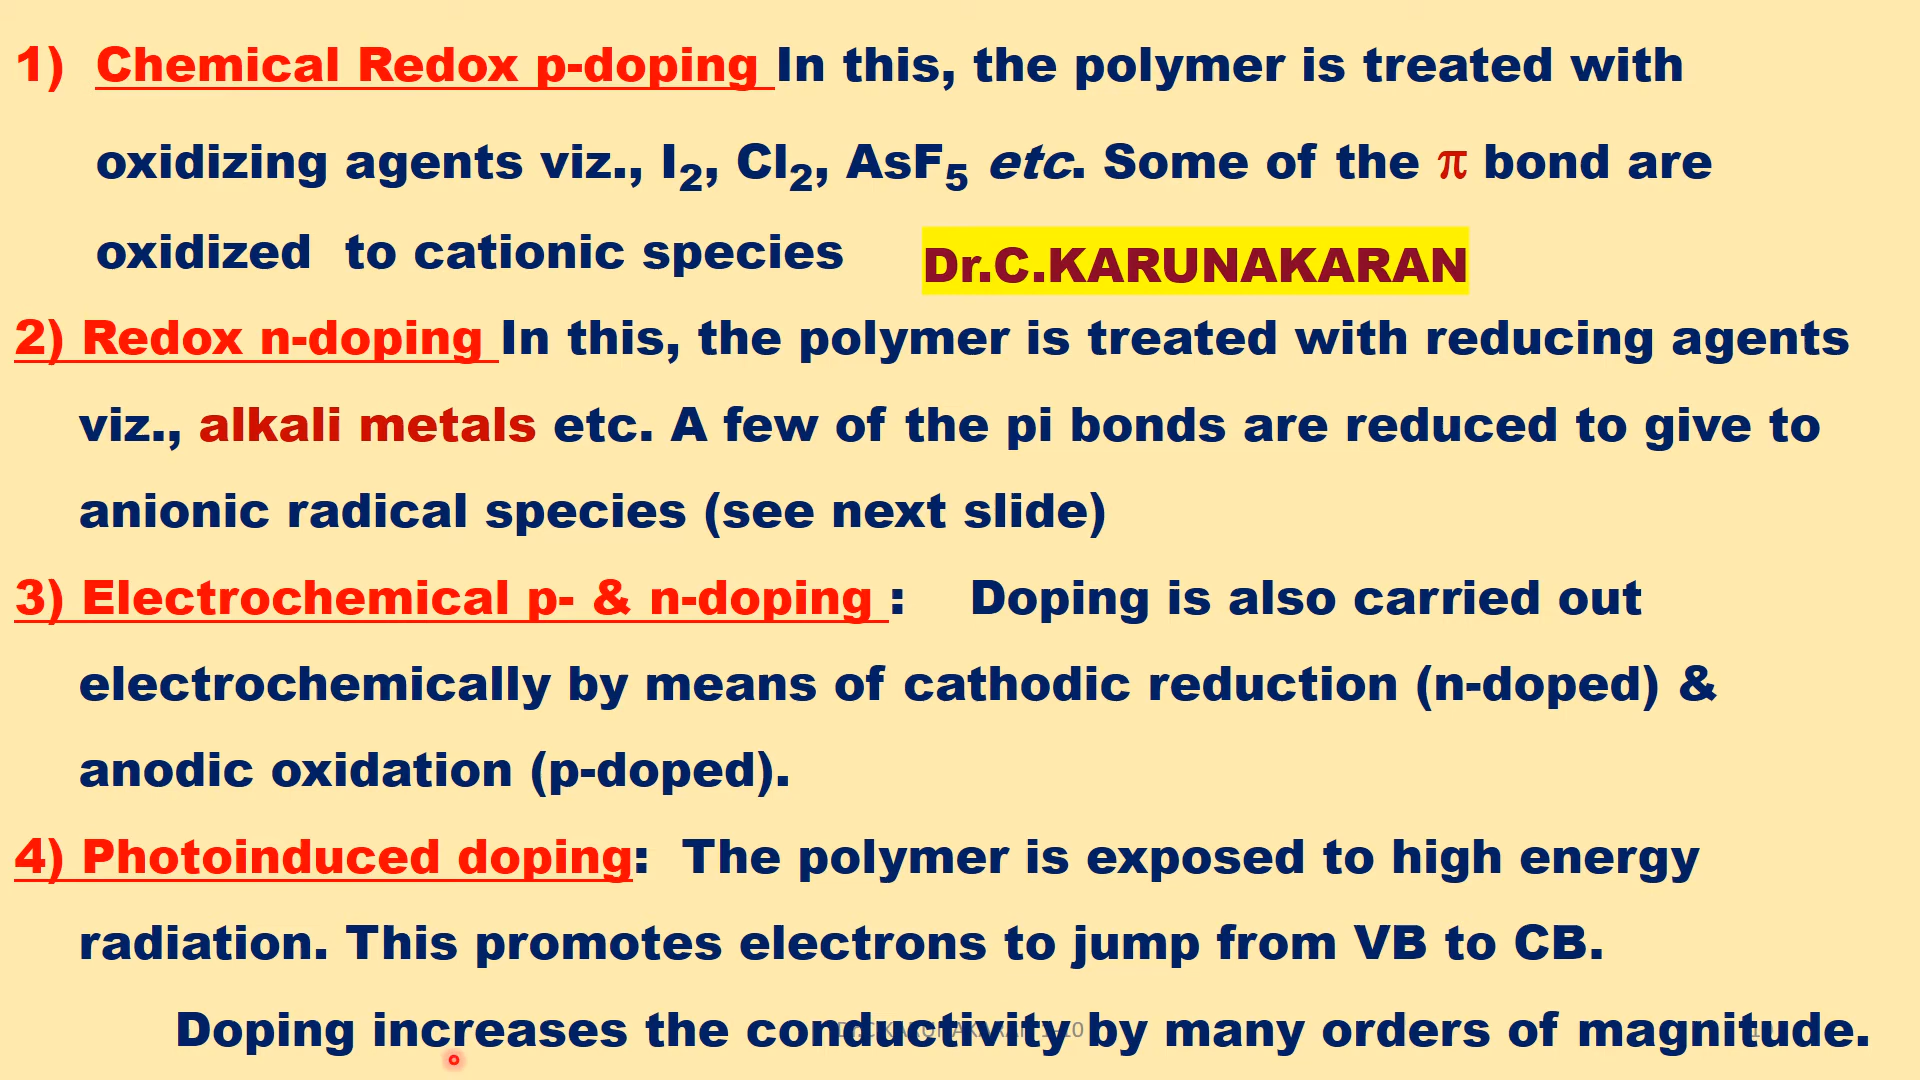 1) Chemical Redox p-doping In this, the polymer is treated with
oxidizing agents viz., I₂, Cl₂, AsF₅ etc. Some of the π bond are
oxidized to cationic species
Dr.C.KARUNAKARAN
2) Redox n-doping In this, the polymer is treated with reducing agents
viz., alkali metals etc. A few of the pi bonds are reduced to give to
anionic radical species (see next slide)
3) Electrochemical p- & n-doping : Doping is also carried out
electrochemically by means of cathodic reduction (n-doped) &
anodic oxidation (p-doped).
4) Photoinduced doping: The polymer is exposed to high energy
radiation. This promotes electrons to jump from VB to CB.
Doping increases the conductivity by many orders of magnitude.